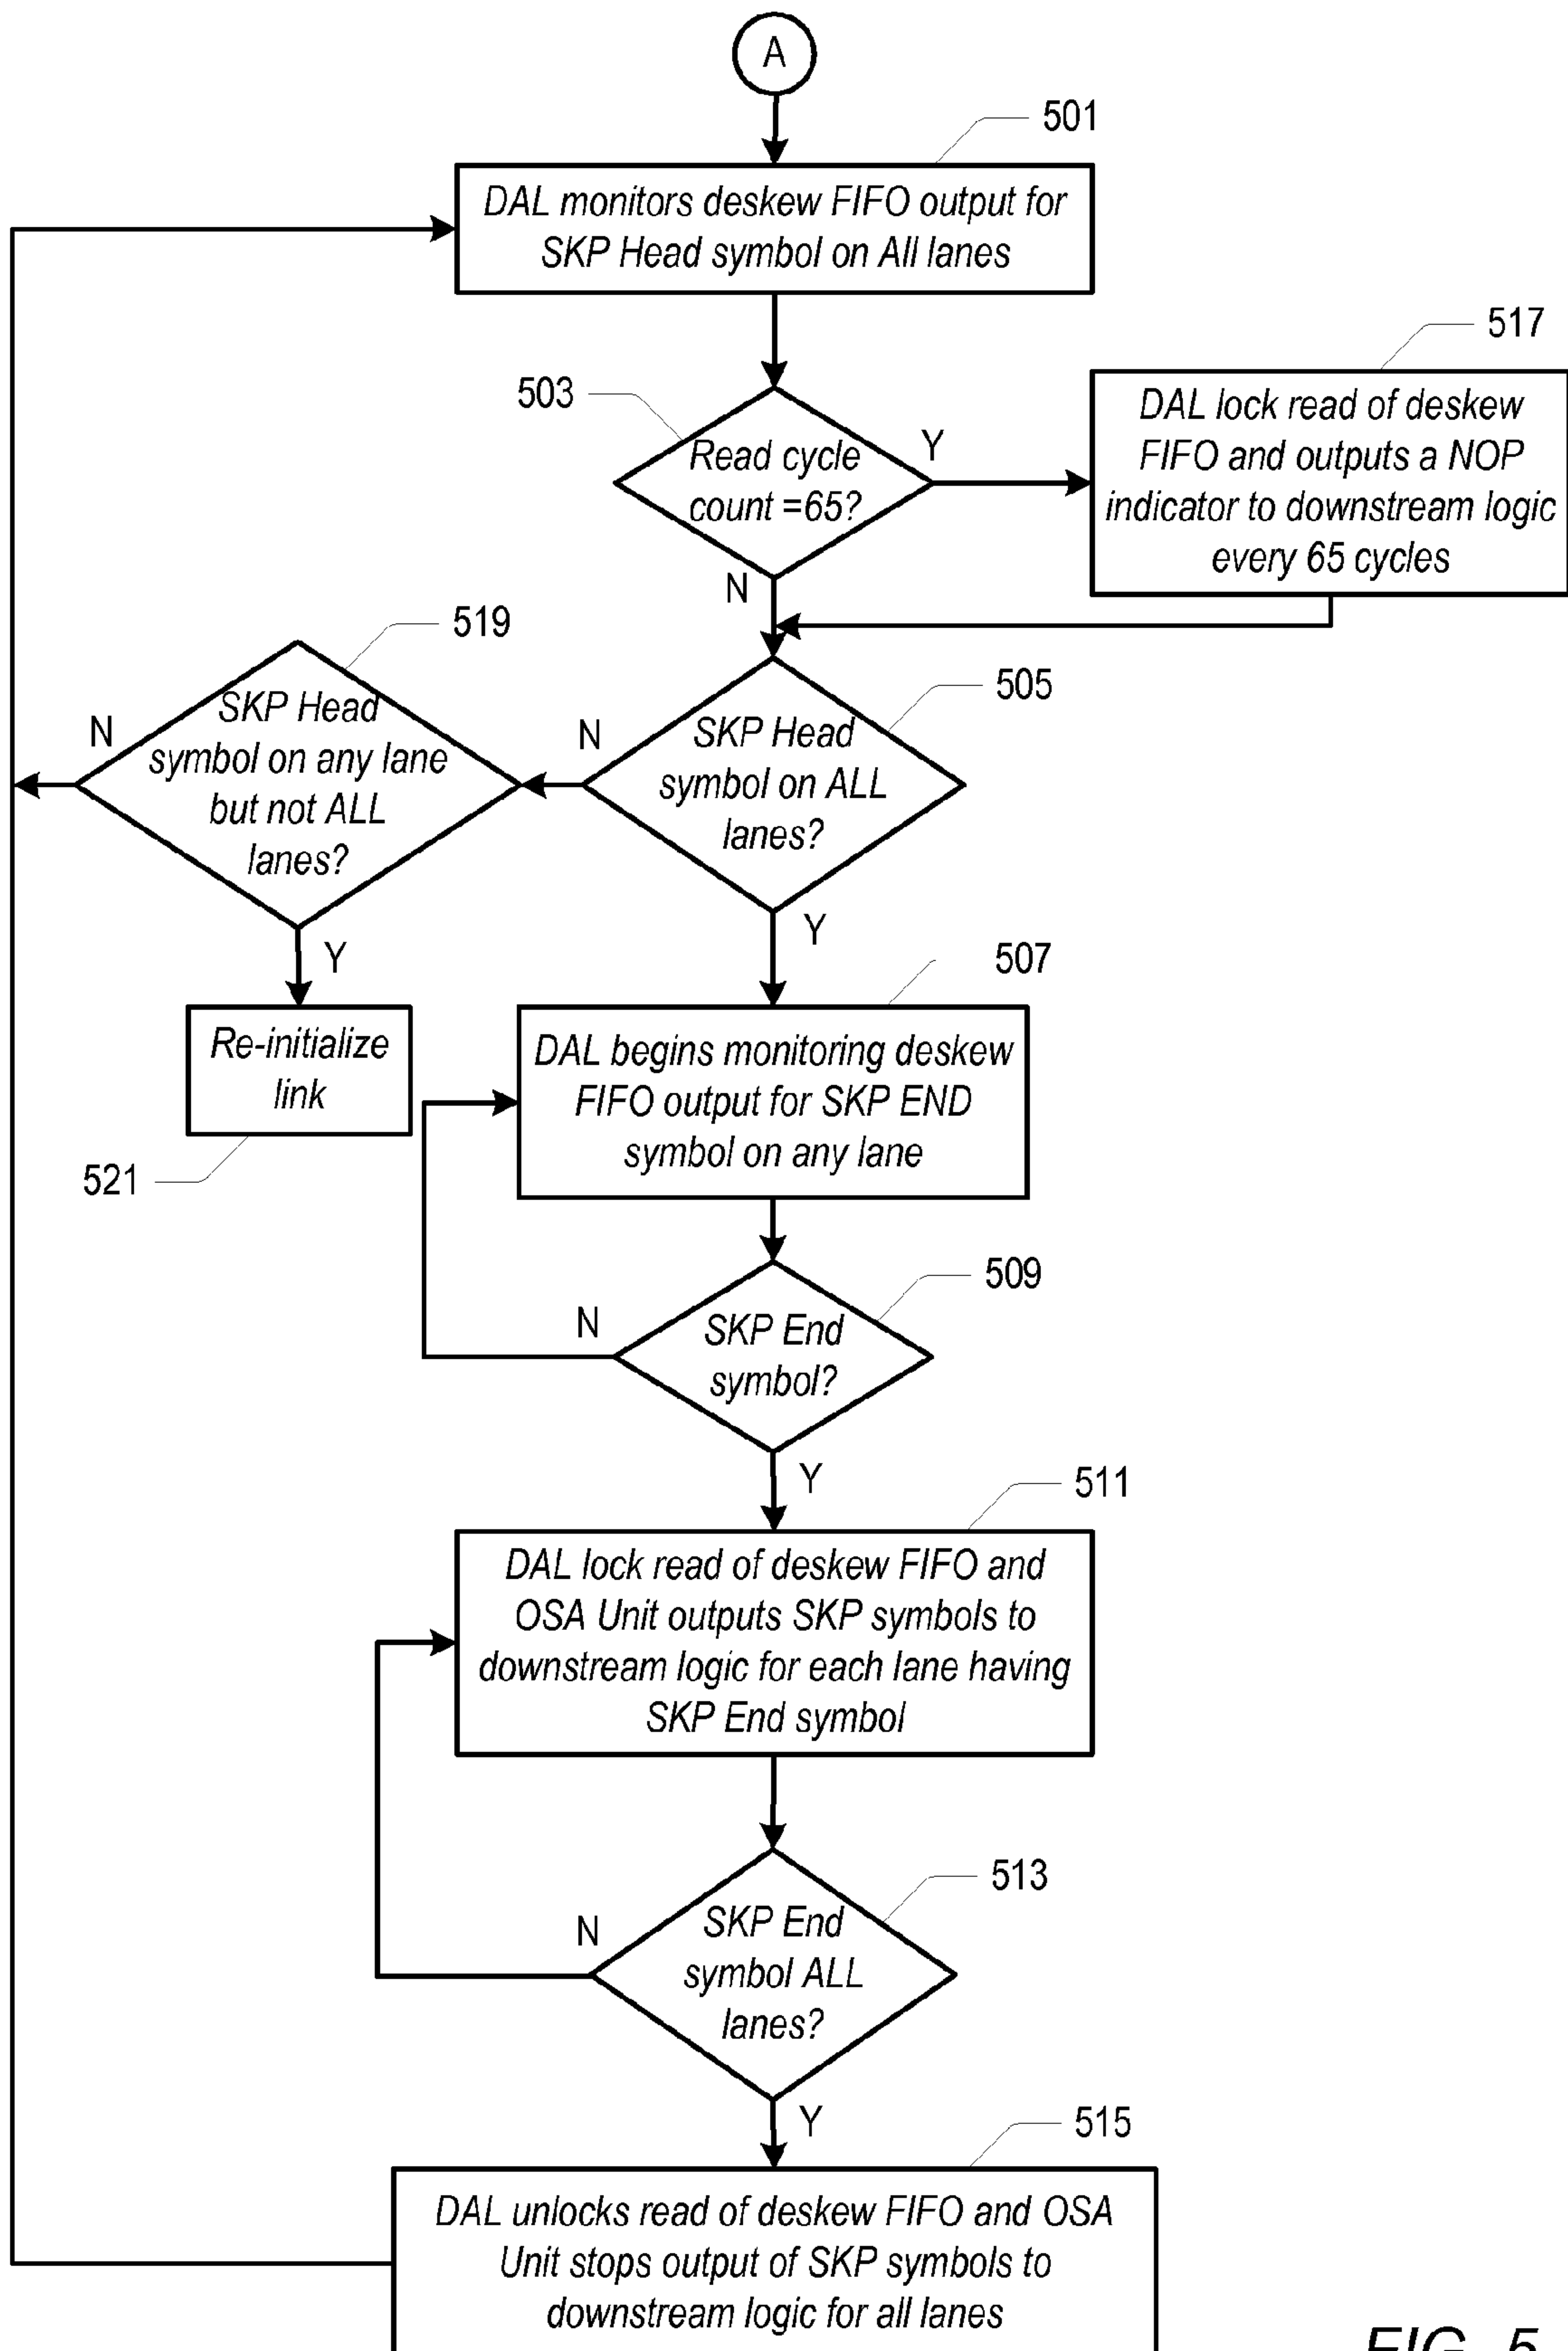 A
501
DAL monitors deskew FIFO output for
SKP Head symbol on All lanes
517
DAL lock read of deskew
FIFO and outputs a NOP
indicator to downstream logic
every 65 cycles
503
Read cycle
count =65?
Y
N
519
SKP Head
symbol on any lane
but not ALL
lanes?
N
Y
505
SKP Head
symbol on ALL
lanes?
N
Y
Re-initialize
link
521
507
DAL begins monitoring deskew
FIFO output for SKP END
symbol on any lane
509
SKP End
symbol?
N
Y
511
DAL lock read of deskew FIFO and
OSA Unit outputs SKP symbols to
downstream logic for each lane having
SKP End symbol
513
SKP End
symbol ALL
lanes?
N
Y
515
DAL unlocks read of deskew FIFO and OSA
Unit stops output of SKP symbols to
downstream logic for all lanes
FIG. 5